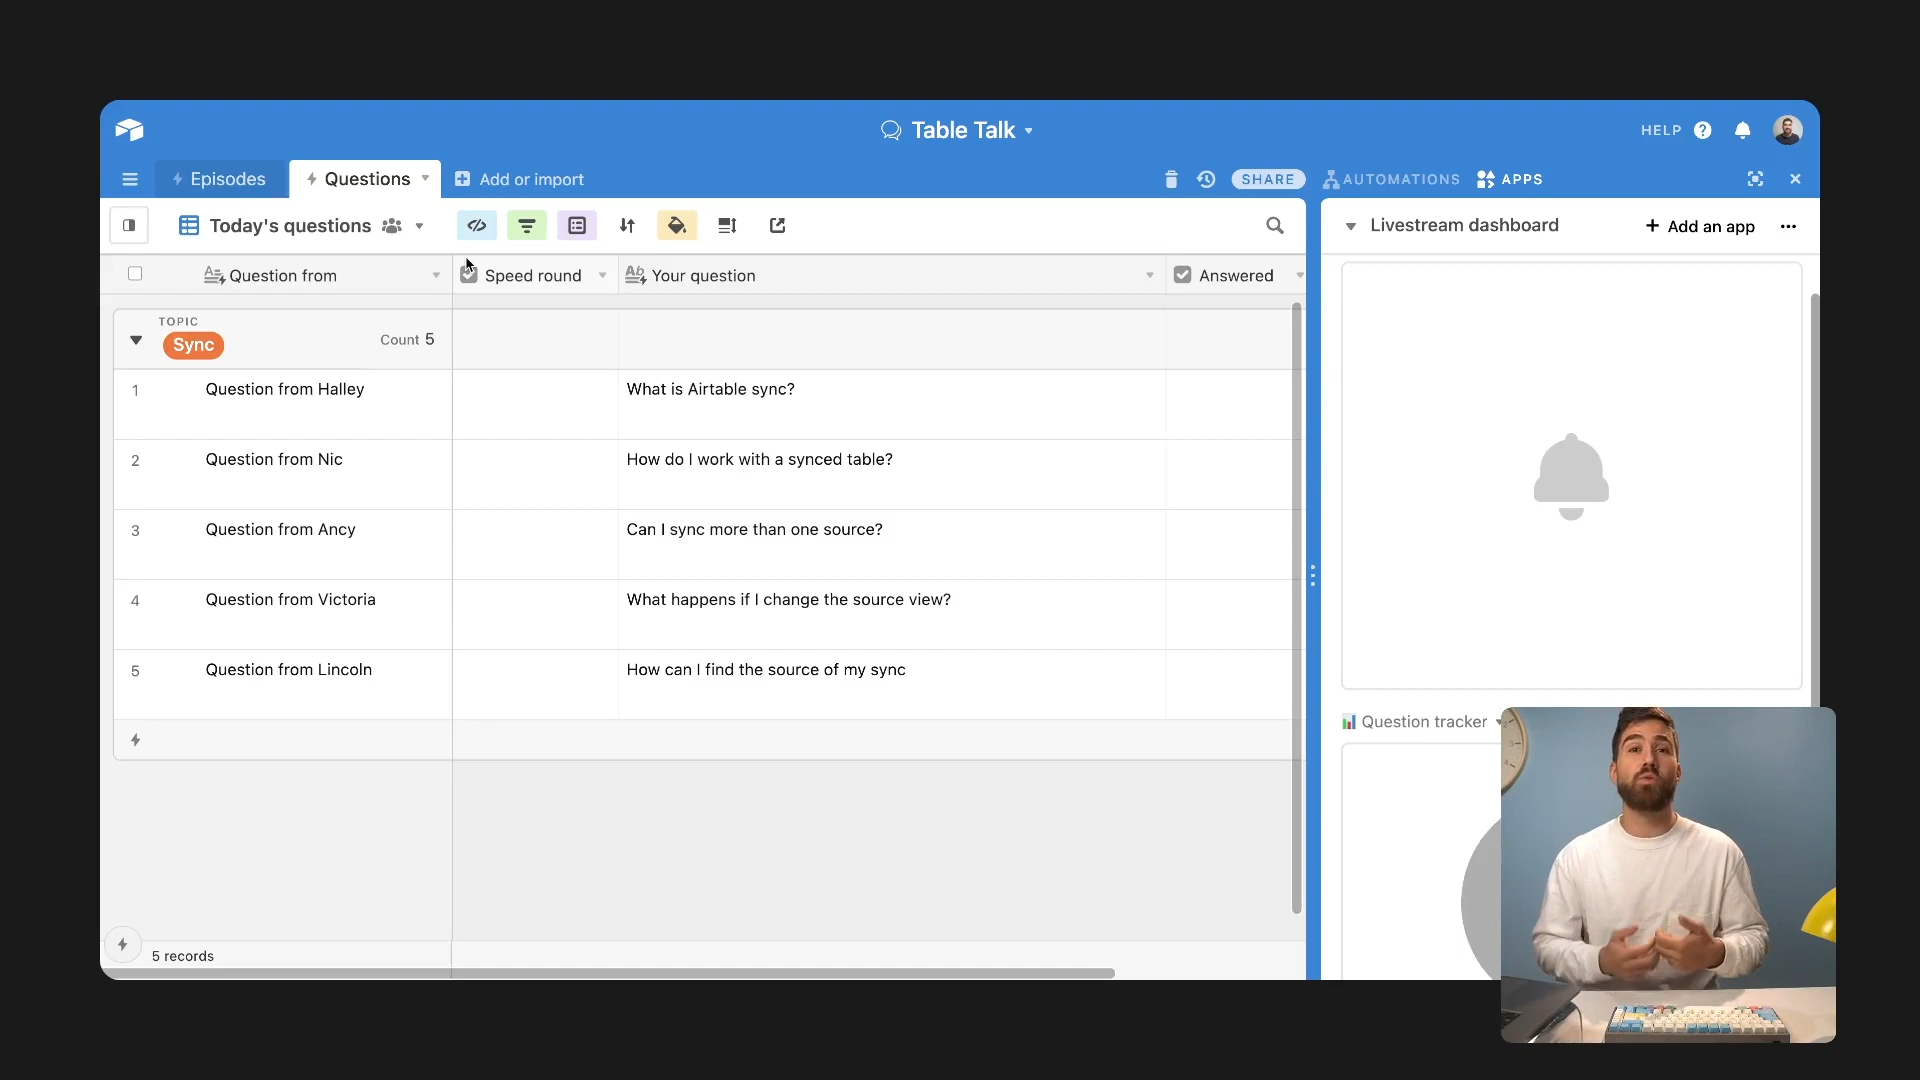 Table Talk
HELP
Episodes
Questions
Add or import
SHARE
AUTOMATIONS
APPS
Today's questions
Livestream dashboard
+ Add an app
Question from
Speed round
Your question
Answered
TOPIC
Sync
Count 5
1 Question from Halley What is Airtable sync?
2 Question from Nic How do I work with a synced table?
3 Question from Ancy Can I sync more than one source?
4 Question from Victoria What happens if I change the source view?
5 Question from Lincoln How can I find the source of my sync
Question tracker
5 records